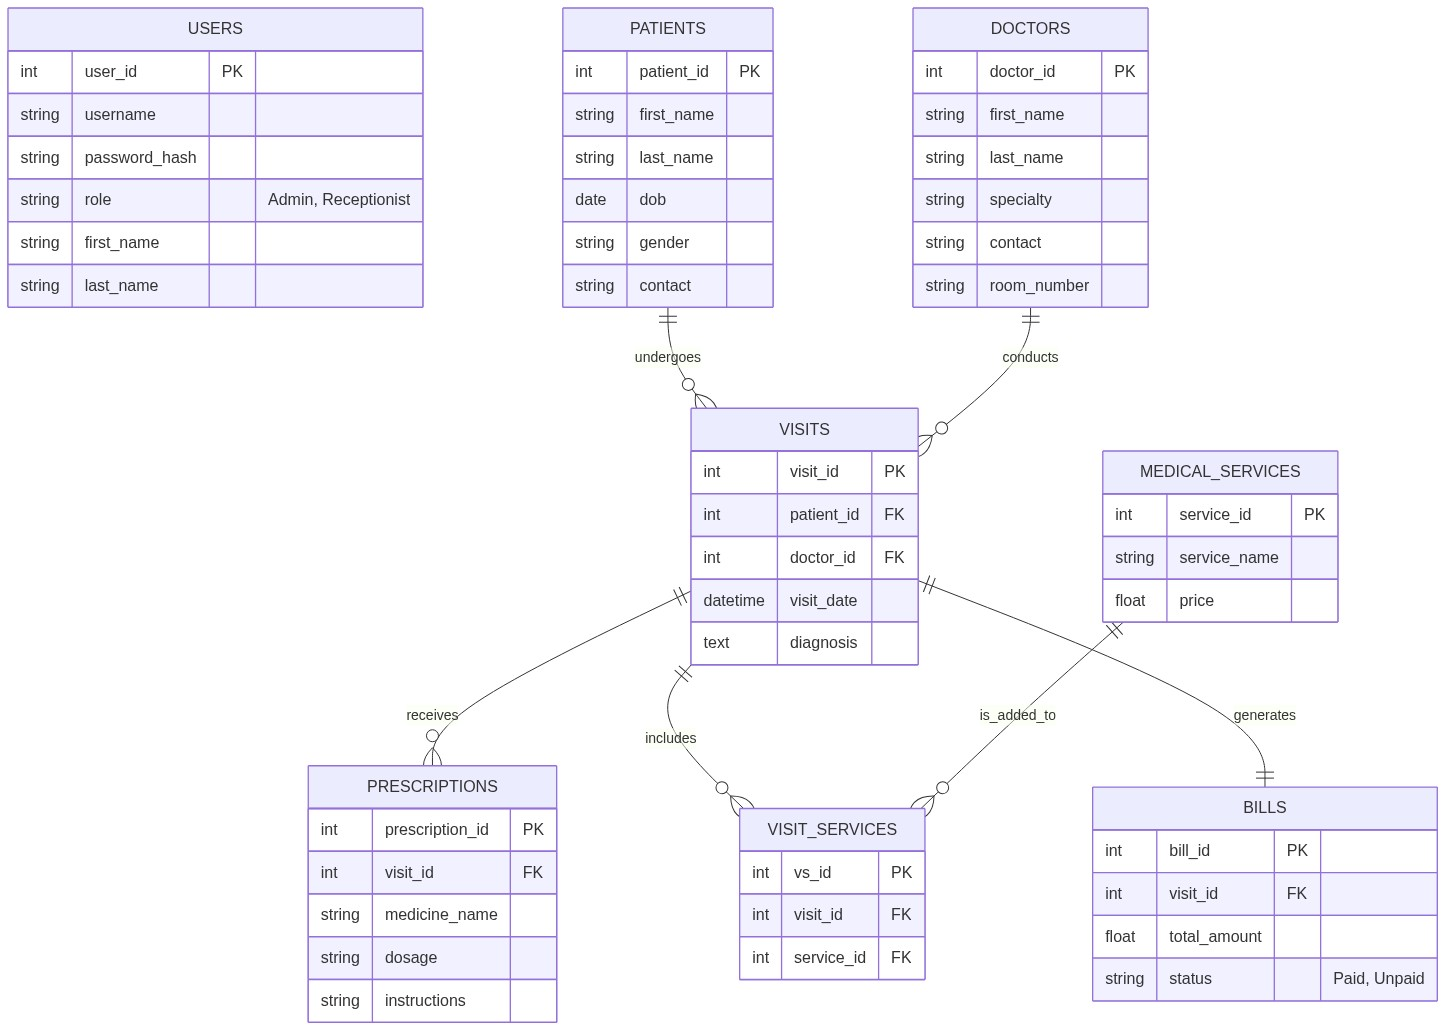 USERS
int user_id PK
string username
string password_hash
string role Admin, Receptionist
string first_name
string last_name
PATIENTS
int patient_id PK
string first_name
string last_name
date dob
string gender
string contact
DOCTORS
int doctor_id PK
string first_name
string last_name
string specialty
string contact
string room_number
undergoes
conducts
VISITS
int visit_id PK
int patient_id FK
int doctor_id FK
datetime visit_date
text diagnosis
MEDICAL_SERVICES
int service_id PK
string service_name
float price
receives
includes
is_added_to
generates
PRESCRIPTIONS
int prescription_id PK
int visit_id FK
string medicine_name
string dosage
string instructions
VISIT_SERVICES
int vs_id PK
int visit_id FK
int service_id FK
BILLS
int bill_id PK
int visit_id FK
float total_amount
string status Paid, Unpaid